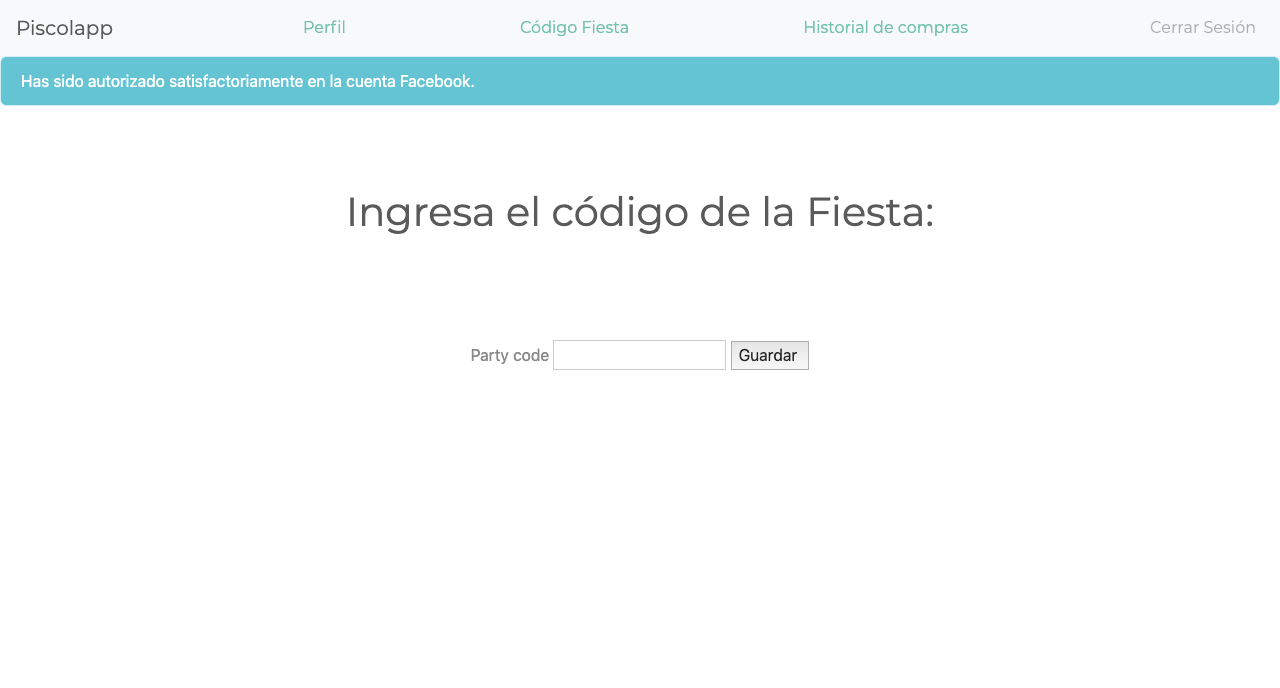 Piscolapp Perfil Código Fiesta Historial de compras Cerrar Sesión
Has sido autorizado satisfactoriamente en la cuenta Facebook.
Ingresa el código de la Fiesta:
Party code Guardar